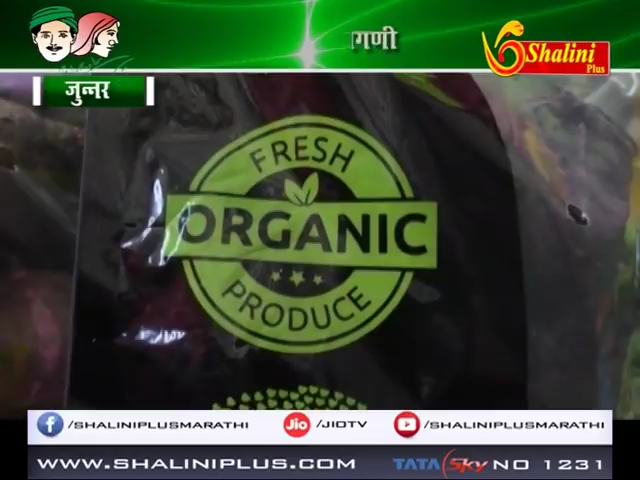 गणी
Shalini
Plus
जुन्नर
FRESH
ORGANIC
PRODUCE
/SHALINIPLUSMARATHI
Jio /JIOTV
/SHALINIPLUSMARATHI
WWW.SHALINIPLUS.COM
TATA Sky NO 1231